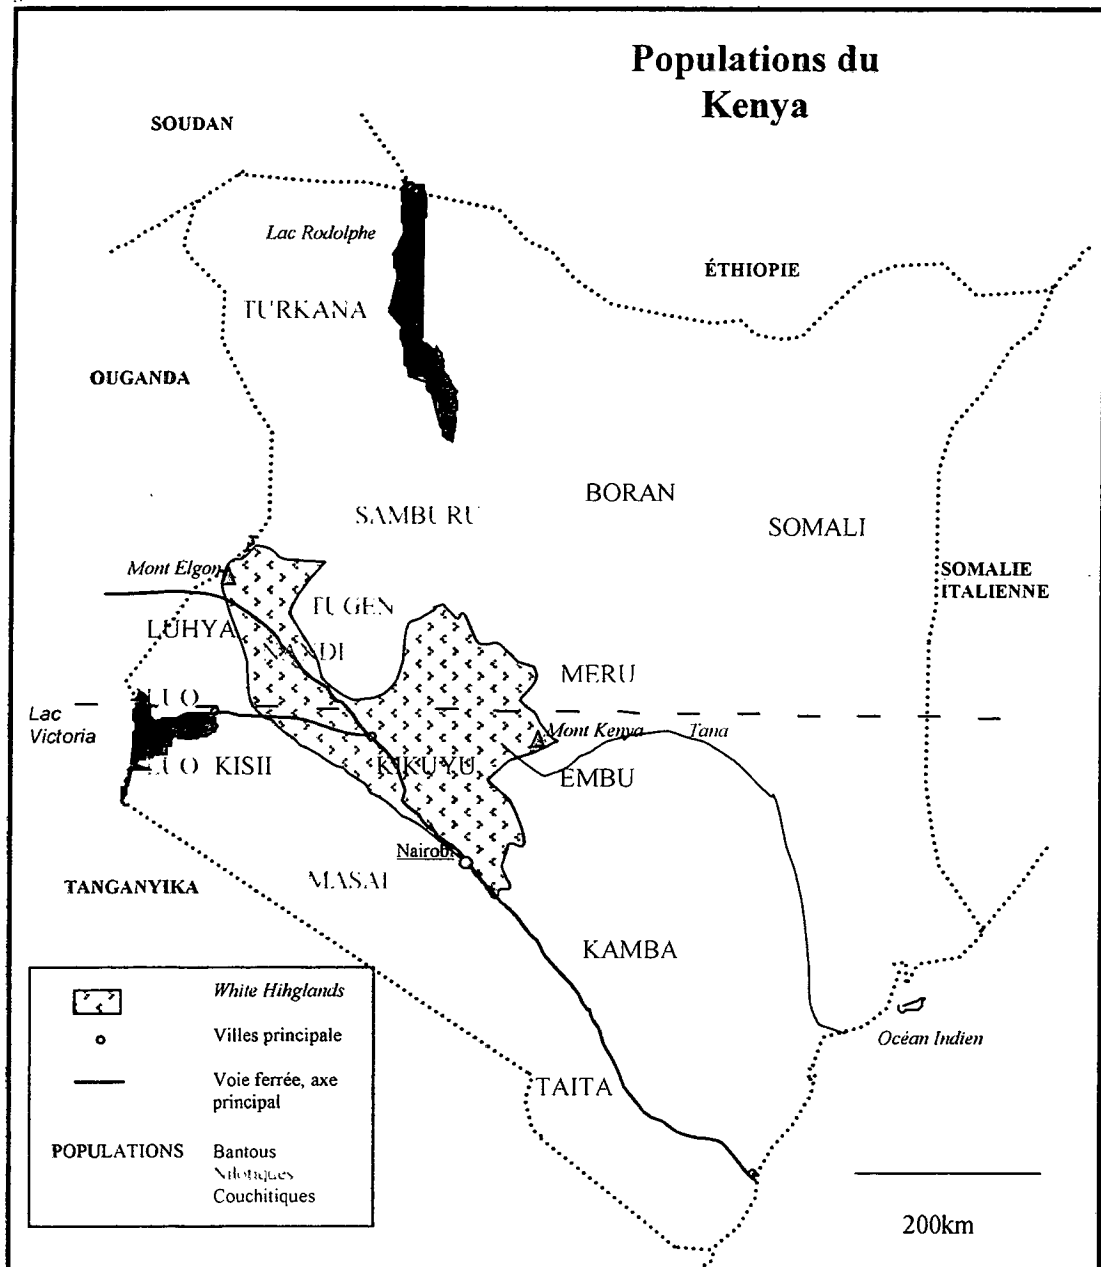 Populations du
Kenya
SOUDAN
Lac Rodolphe
ÉTHIOPIE
TURKANA
OUGANDA
BORAN
SAMBURU
SOMALI
Mont Elgon
SOMALIE
ITALIENNE
TUGEN
LUHYA
NANDI
MERU
LUO
Lac
Victoria
Mont Kenya
Tana
LUO
KISII
KIKUYU
EMBU
Nairobi
MASAI
TANGANYIKA
KAMBA
White Hihglands
Villes principale
Océan Indien
Voie ferrée, axe
principal
TAITA
POPULATIONS
Bantous
Nilotiques
Couchitiques
200km